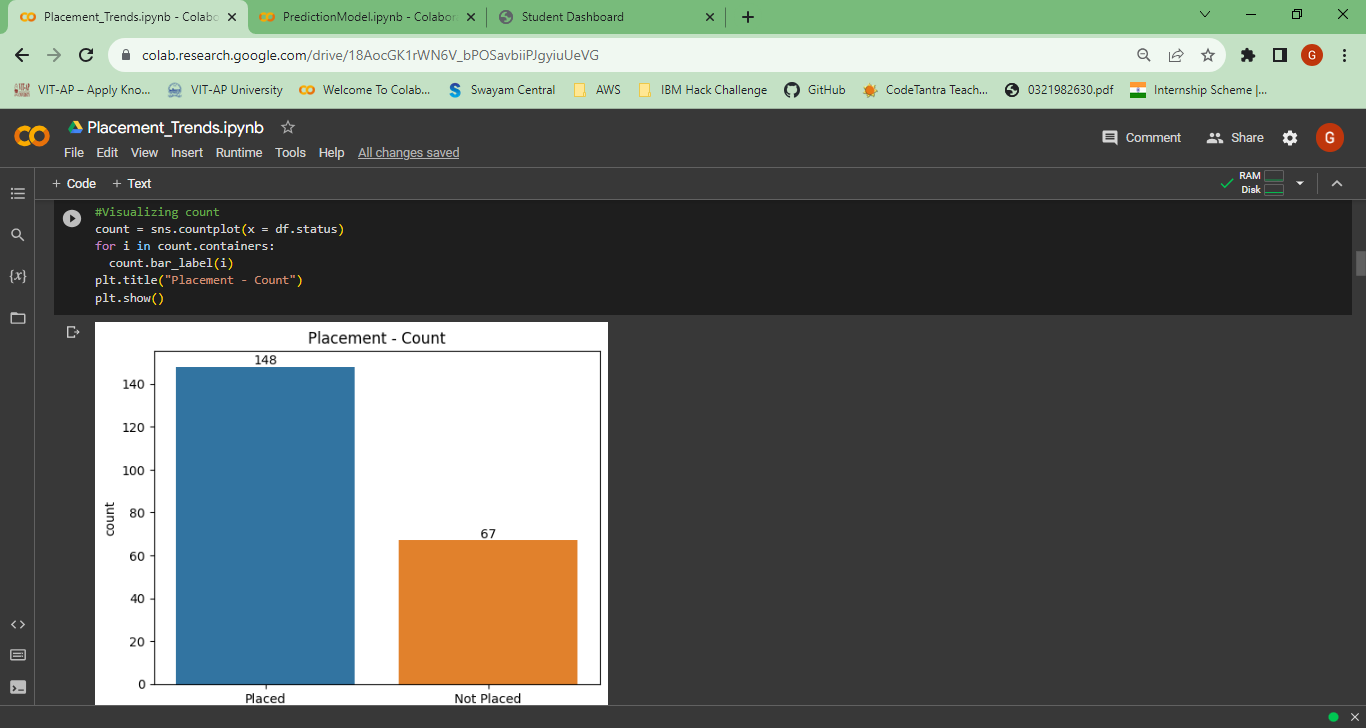 Placement_Trends.ipynb - Colabo
PredictionModel.ipynb - Colabor
Student Dashboard
colab.research.google.com/drive/18AocGK1rWN6V_bPOSavbiiPJgyiuUeVG
G
VIT-AP – Apply Kno...
VIT-AP University
Welcome To Colab...
Swayam Central
AWS
IBM Hack Challenge
GitHub
CodeTantra Teach...
0321982630.pdf
Internship Scheme |...
Placement_Trends.ipynb
File Edit View Insert Runtime Tools Help All changes saved
Comment
Share
G
+ Code + Text
RAM
Disk
{x}
#Visualizing count
count = sns.countplot(x = df.status)
for i in count.containers:
  count.bar_label(i)
plt.title("Placement - Count")
plt.show()
Placement - Count
148
67
140
120
100
80
60
40
20
0
count
Placed
Not Placed